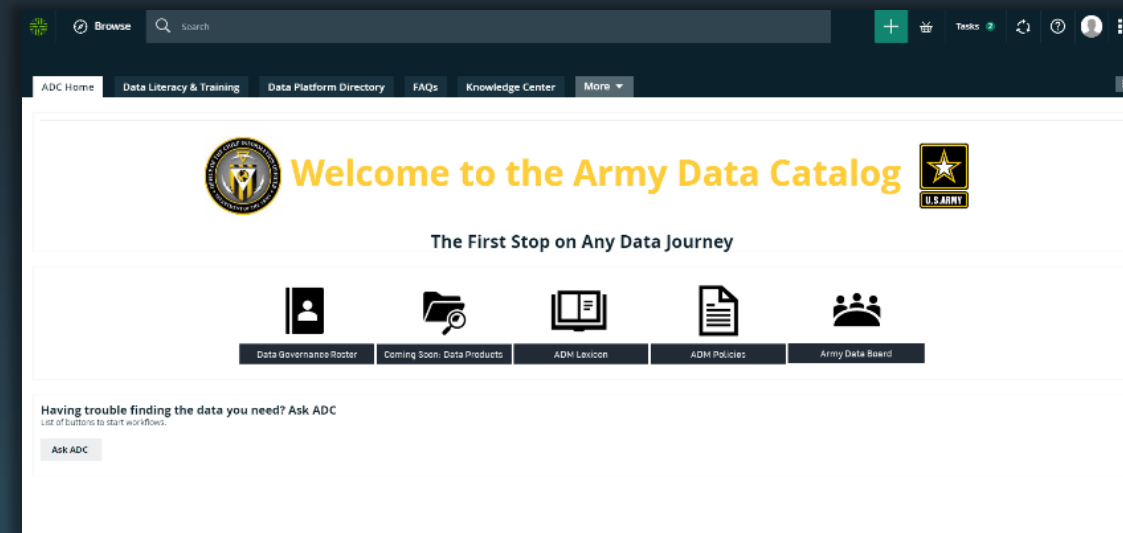 Browse
Search
Tasks 2
ADC Home
Data Literacy & Training
Data Platform Directory
FAQs
Knowledge Center
More
Welcome to the Army Data Catalog
U.S.ARMY
The First Stop on Any Data Journey
Data Governance Roster
Coming Soon: Data Products
ADM Lexicon
ADM Policies
Army Data Board
Having trouble finding the data you need? Ask ADC
List of buttons to start workflows.
Ask ADC